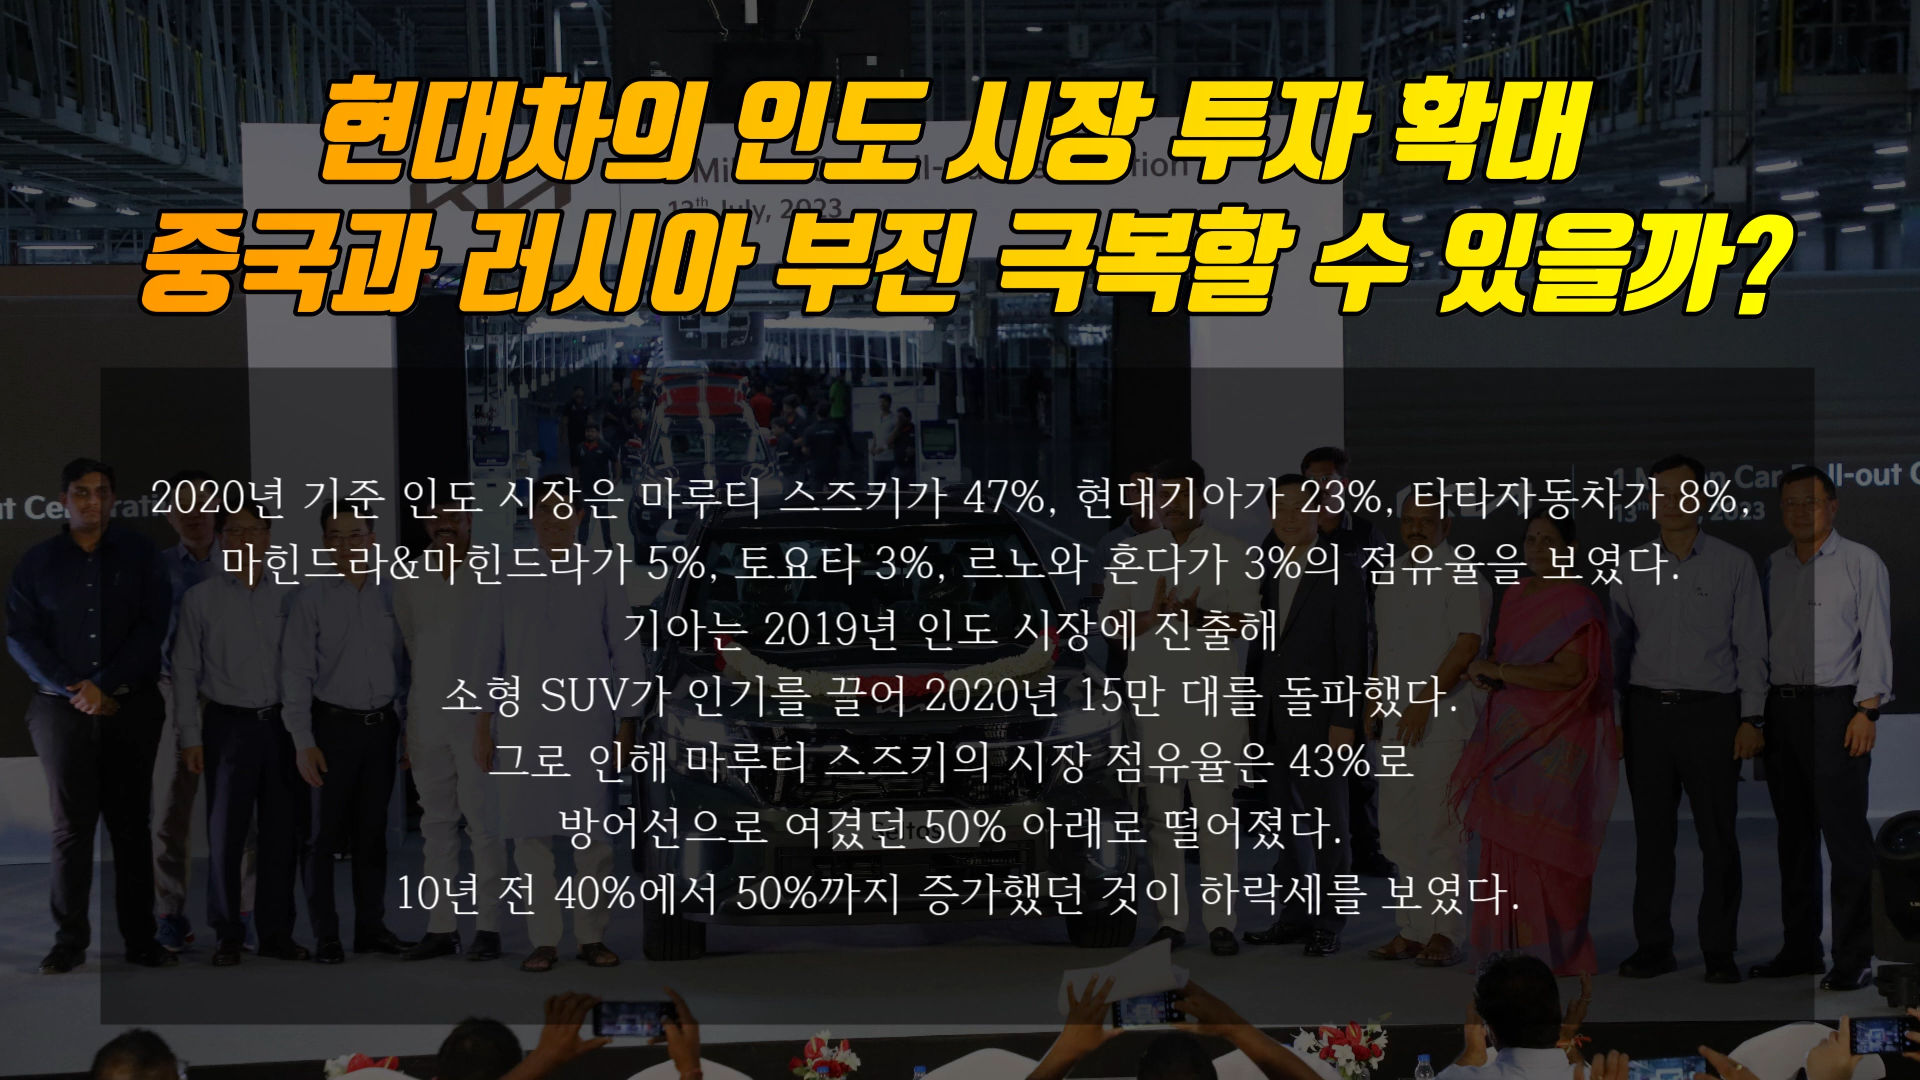 현대차의 인도 시장 투자 확대
중국과 러시아 부진 극복할 수 있을까?
13th July, 2023
2020년 기준 인도 시장은 마루티 스즈키가 47%, 현대기아가 23%, 타타자동차가 8%,
마힌드라&마힌드라가 5%, 토요타 3%, 르노와 혼다가 3%의 점유율을 보였다.
기아는 2019년 인도 시장에 진출해
소형 SUV가 인기를 끌어 2020년 15만 대를 돌파했다.
그로 인해 마루티 스즈키의 시장 점유율은 43%로
방어선으로 여겼던 50% 아래로 떨어졌다.
10년 전 40%에서 50%까지 증가했던 것이 하락세를 보였다.
Seltos